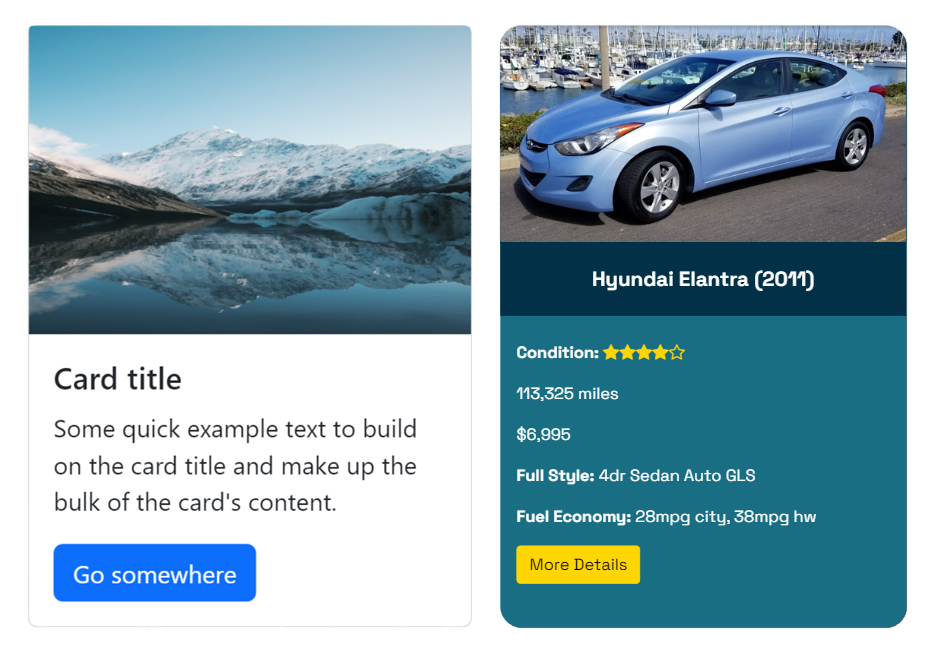 Card title
Some quick example text to build
on the card title and make up the
bulk of the card's content.
Go somewhere
Hyundai Elantra (2011)
Condition: ★★★★☆
113,325 miles
$6,995
Full Style: 4dr Sedan Auto GLS
Fuel Economy: 28mpg city, 38mpg hw
More Details